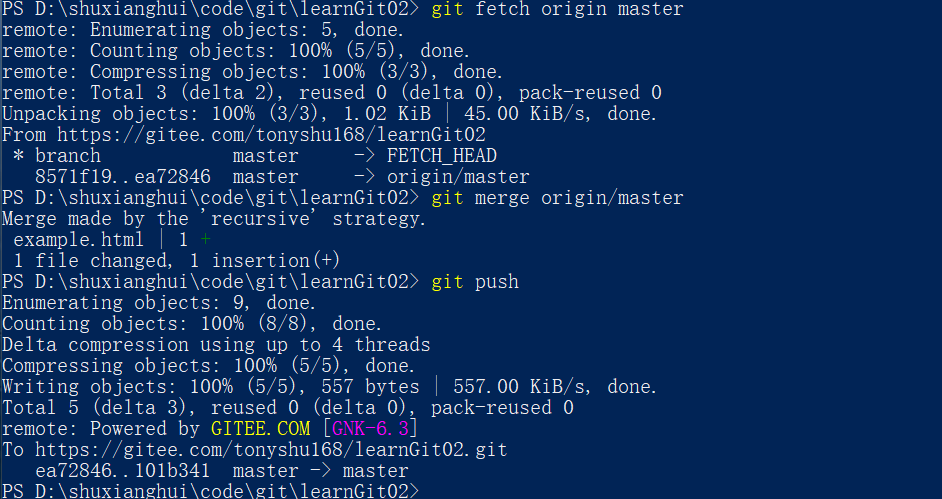 PS D:\shuxianghui\code\git\learnGit02> git fetch origin master
remote: Enumerating objects: 5, done.
remote: Counting objects: 100% (5/5), done.
remote: Compressing objects: 100% (3/3), done.
remote: Total 3 (delta 2), reused 0 (delta 0), pack-reused 0
Unpacking objects: 100% (3/3), 1.02 KiB | 45.00 KiB/s, done.
From https://gitee.com/tonyshu168/learnGit02
 * branch            master     -> FETCH_HEAD
   8571f19..ea72846  master     -> origin/master
PS D:\shuxianghui\code\git\learnGit02> git merge origin/master
Merge made by the 'recursive' strategy.
 example.html | 1 +
 1 file changed, 1 insertion(+)
PS D:\shuxianghui\code\git\learnGit02> git push
Enumerating objects: 9, done.
Counting objects: 100% (8/8), done.
Delta compression using up to 4 threads
Compressing objects: 100% (5/5), done.
Writing objects: 100% (5/5), 557 bytes | 557.00 KiB/s, done.
Total 5 (delta 3), reused 0 (delta 0), pack-reused 0
remote: Powered by GITEE.COM [GNK-6.3]
To https://gitee.com/tonyshu168/learnGit02.git
   ea72846..101b341  master -> master
PS D:\shuxianghui\code\git\learnGit02>